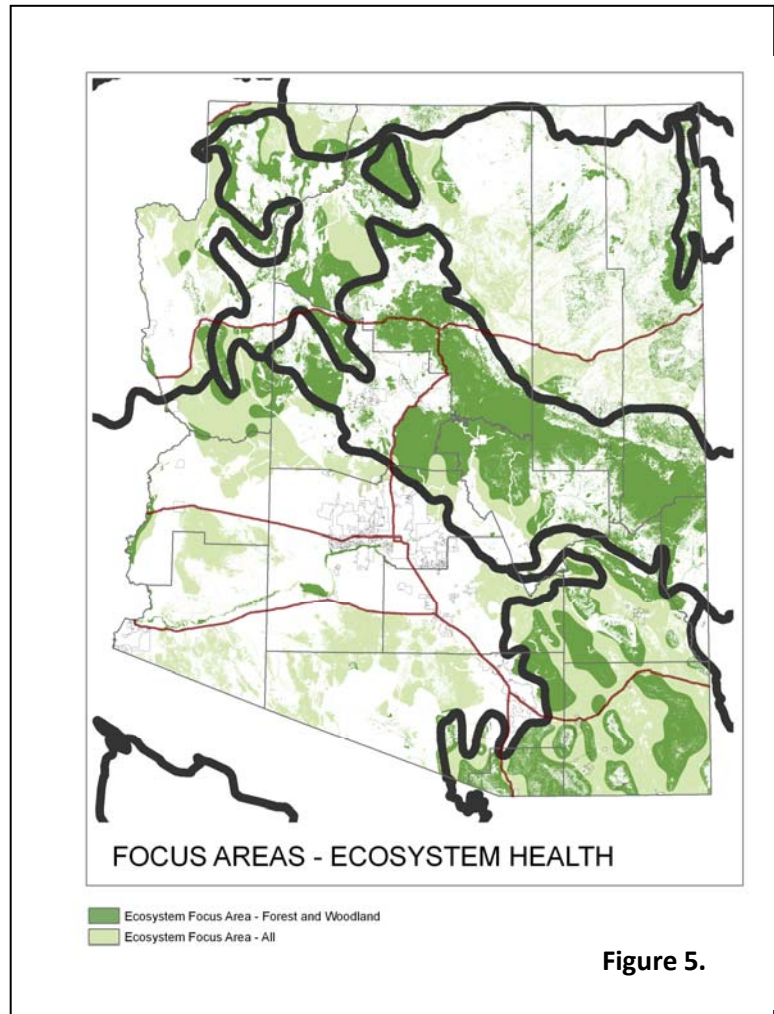 FOCUS AREAS - ECOSYSTEM HEALTH
Ecosystem Focus Area - Forest and Woodland
Ecosystem Focus Area - All
Figure 5.